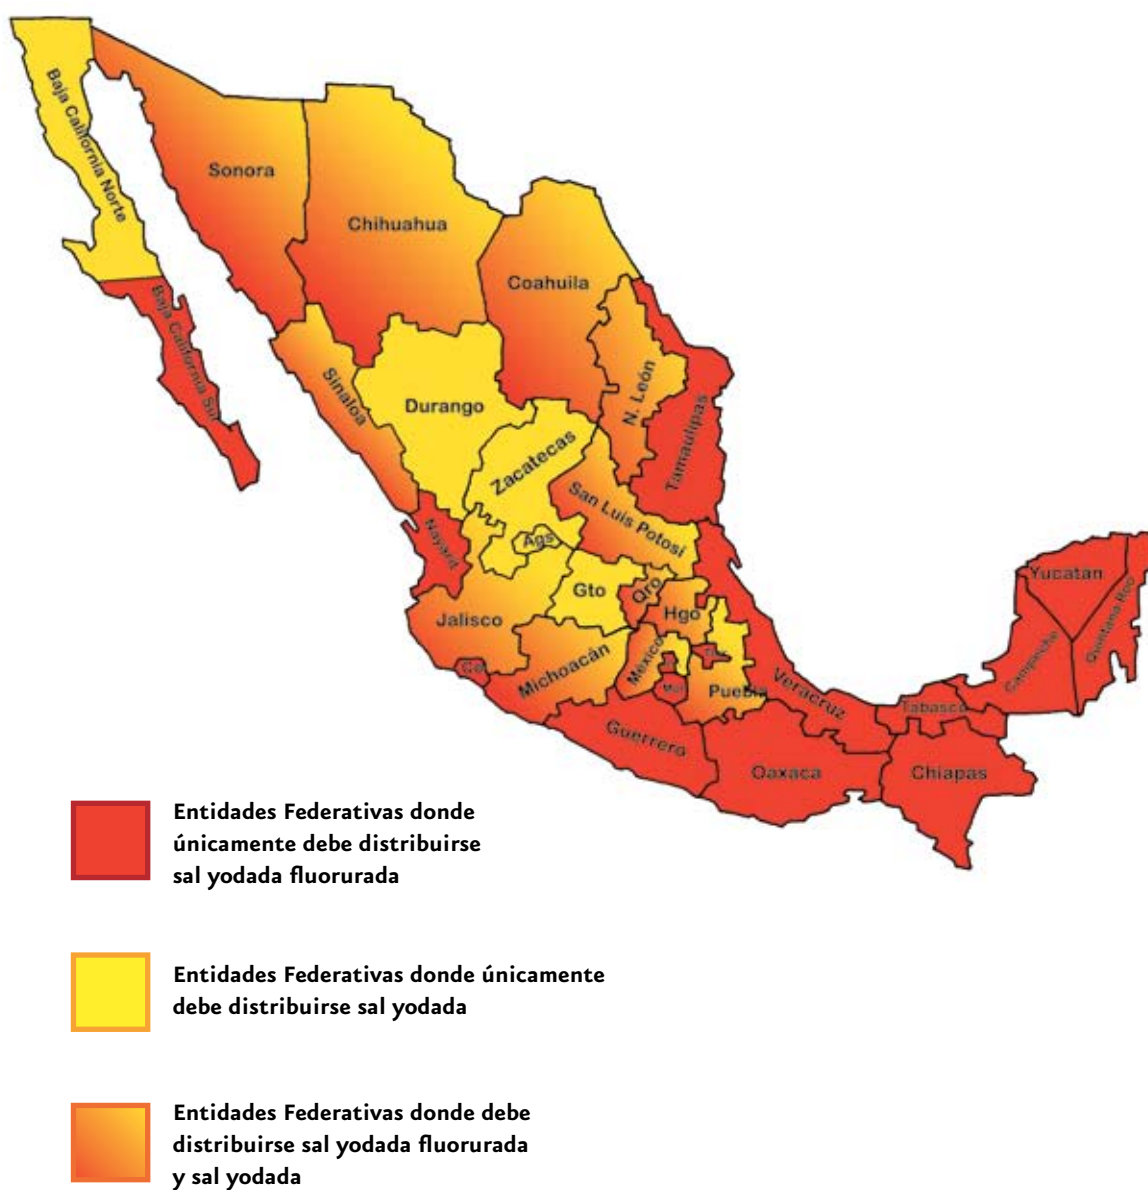 Baja California Norte
Sonora
Chihuahua
Coahuila
Baja California Sur
Sinaloa
Durango
N. León
Tamaulipas
Zacatecas
San Luis Potosí
Nayarit
Ags
Gto
Qro
Hgo
Jalisco
Yucatán
Quintana Roo
Campeche
Col
Michoacán
México
Mor
Puebla
Veracruz
Tabasco
Guerrero
Oaxaca
Chiapas
Entidades Federativas donde
únicamente debe distribuirse
sal yodada fluorurada
Entidades Federativas donde únicamente
debe distribuirse sal yodada
Entidades Federativas donde debe
distribuirse sal yodada fluorurada
y sal yodada